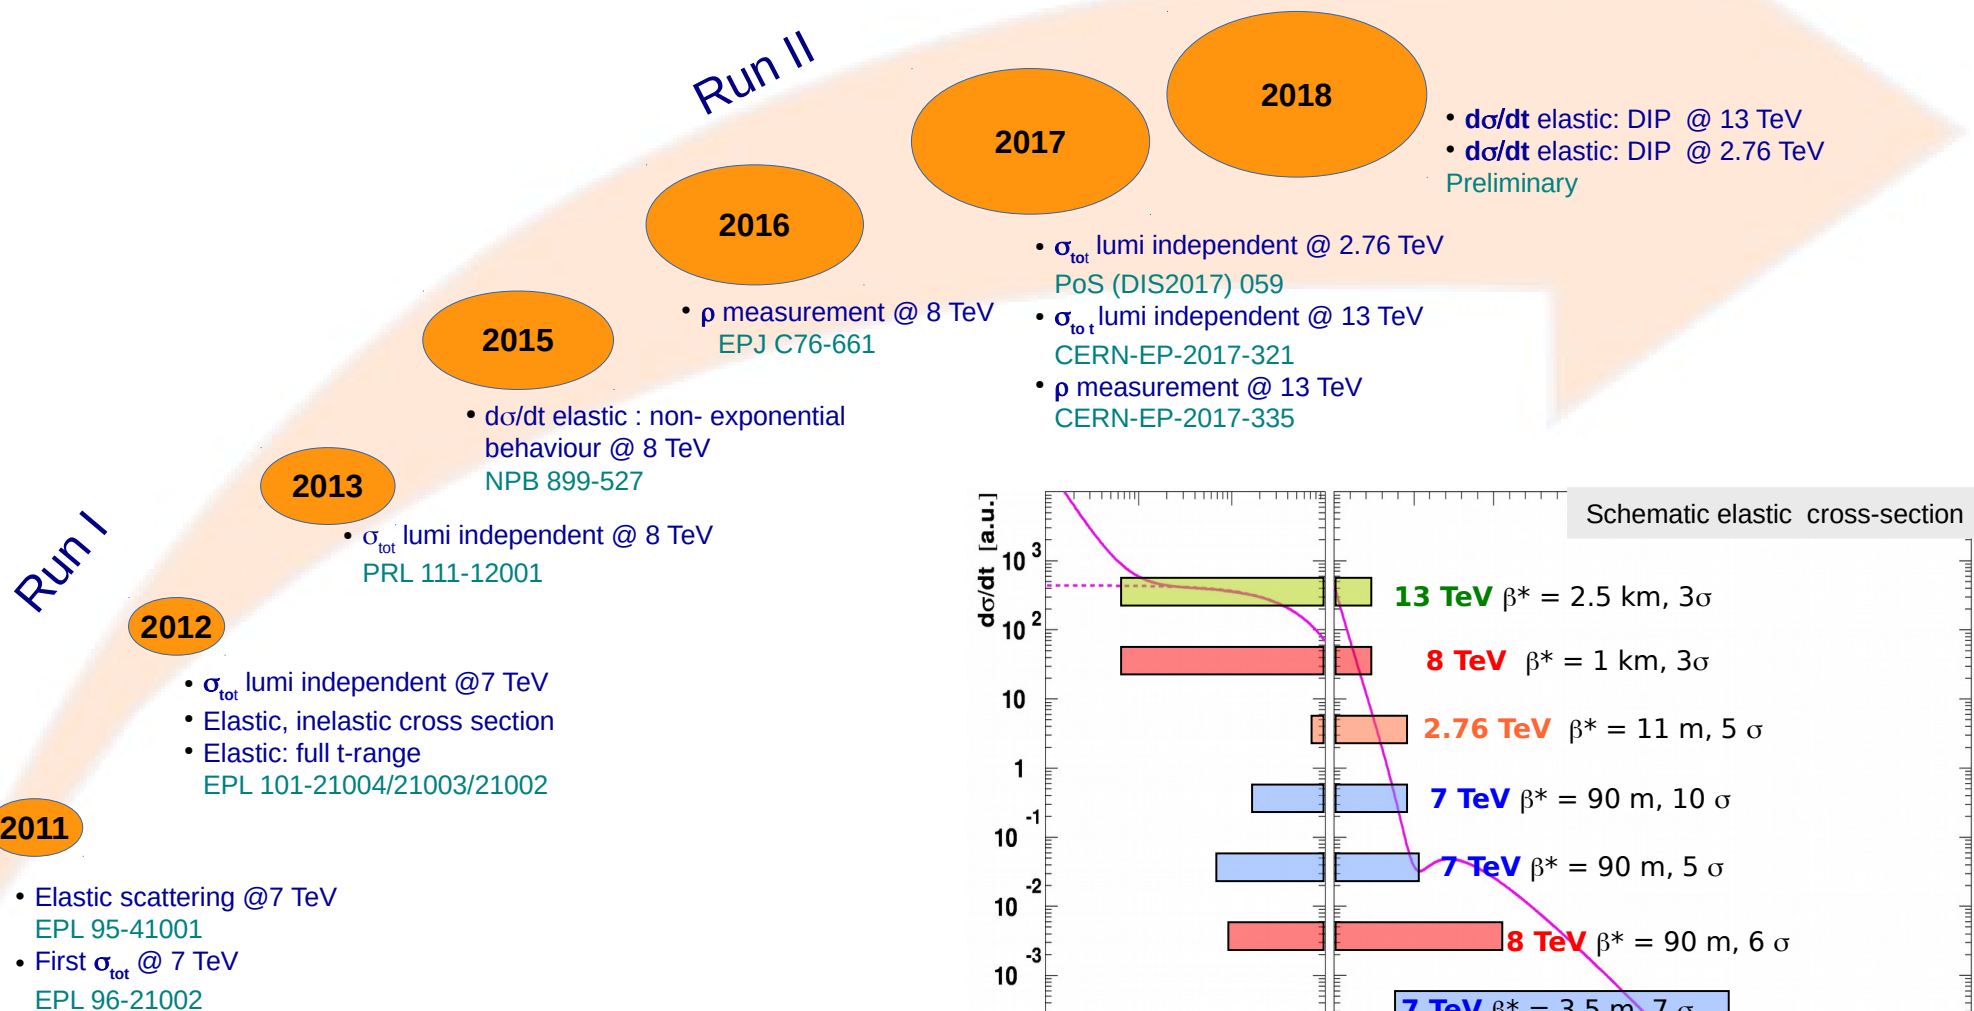 Run I
Run II
2011
• Elastic scattering @7 TeV
EPL 95-41001
• First σtot @ 7 TeV
EPL 96-21002
2012
• σtot lumi independent @7 TeV
• Elastic, inelastic cross section
• Elastic: full t-range
EPL 101-21004/21003/21002
2013
• σtot lumi independent @ 8 TeV
PRL 111-12001
2015
• dσ/dt elastic : non- exponential
behaviour @ 8 TeV
NPB 899-527
2016
• ρ measurement @ 8 TeV
EPJ C76-661
2017
• σtot lumi independent @ 2.76 TeV
PoS (DIS2017) 059
• σto t lumi independent @ 13 TeV
CERN-EP-2017-321
• ρ measurement @ 13 TeV
CERN-EP-2017-335
2018
• dσ/dt elastic: DIP @ 13 TeV
• dσ/dt elastic: DIP @ 2.76 TeV
Preliminary
Schematic elastic cross-section
dσ/dt [a.u.]
10 3
10 2
10
1
10 -1
10 -2
10 -3
13 TeV β* = 2.5 km, 3σ
8 TeV β* = 1 km, 3σ
2.76 TeV β* = 11 m, 5 σ
7 TeV β* = 90 m, 10 σ
7 TeV β* = 90 m, 5 σ
8 TeV β* = 90 m, 6 σ
7 TeV β* = 3.5 m, 7 σ